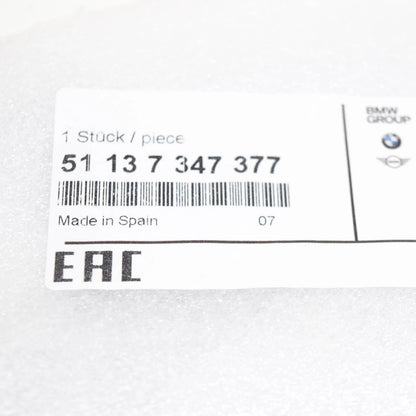 1 Stück / piece
51 13 7 347 377
Made in Spain 07
EAC
BMW
GROUP